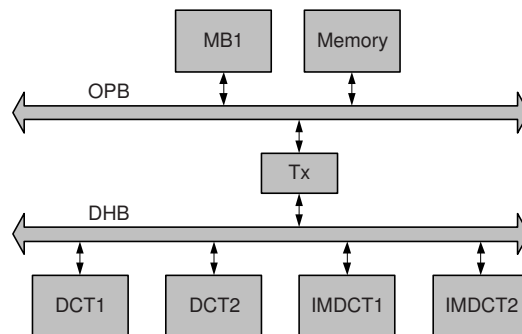 MB1
Memory
OPB
Tx
DHB
DCT1
DCT2
IMDCT1
IMDCT2